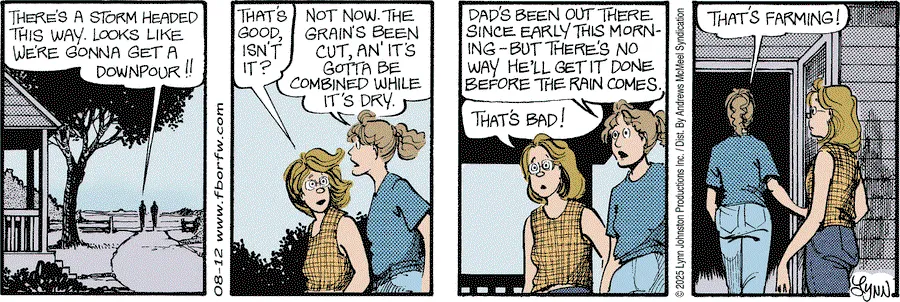 THERE'S A STORM HEADED
THIS WAY. LOOKS LIKE
WE'RE GONNA GET A
DOWNPOUR!!
08-12 www.fborfw.com
THAT'S
GOOD,
ISN'T
IT?
NOT NOW. THE
GRAIN'S BEEN
CUT, AN' IT'S
GOTTA BE
COMBINED WHILE
IT'S DRY.
DAD'S BEEN OUT THERE
SINCE EARLY THIS MORN-
ING-BUT THERE'S NO
WAY HE'LL GET IT DONE
BEFORE THE RAIN COMES.
THAT'S BAD!
© 2025 Lynn Johnston Productions Inc. / Dist. By Andrews McMeel Syndication
THAT'S FARMING!
LYNN